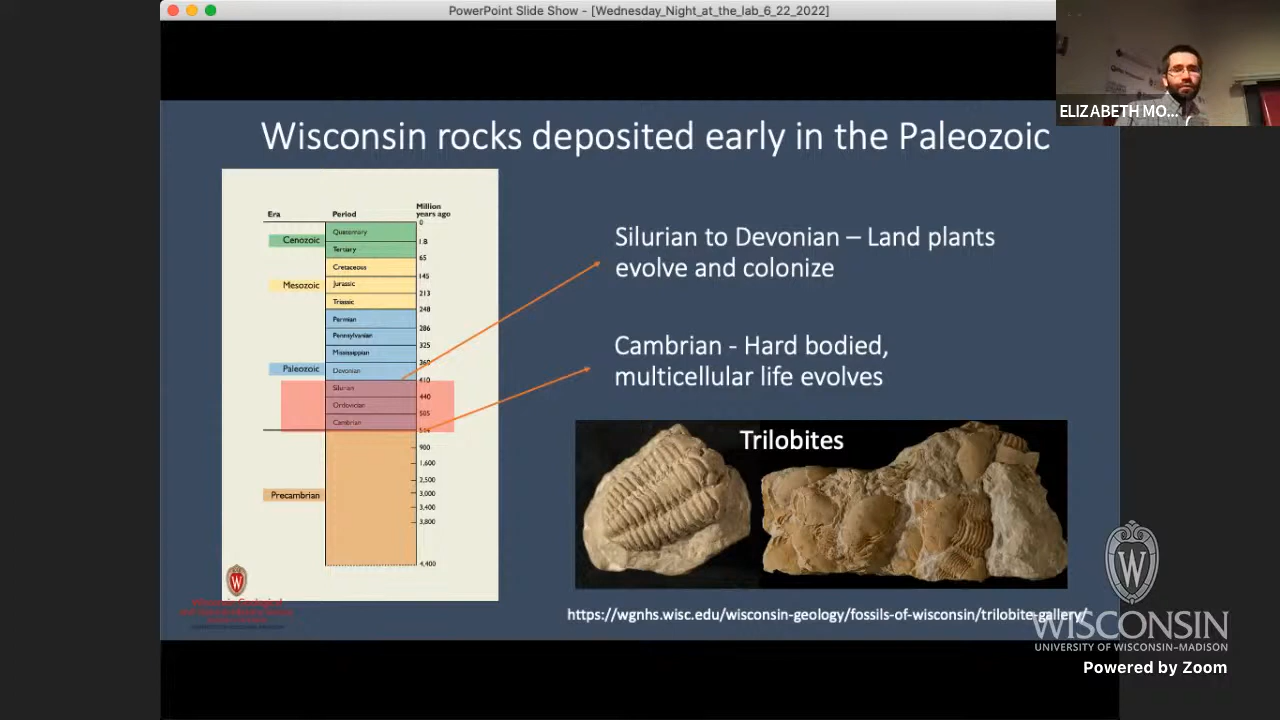 PowerPoint Slide Show - [Wednesday_Night_at_the_lab_6_22_2022]
ELIZABETH MO...
Wisconsin rocks deposited early in the Paleozoic
Era
Period
Million
years ago
0
Cenozoic
Quaternary
1.8
Tertiary
65
Cretaceous
145
Mesozoic
Jurassic
213
Triassic
248
Permian
286
Pennsylvanian
325
Mississippian
360
Paleozoic
Devonian
410
Silurian
440
Ordovician
505
Cambrian
900
1,600
2,500
Precambrian
3,000
3,400
3,800
4,400
Silurian to Devonian – Land plants
evolve and colonize
Cambrian - Hard bodied,
multicellular life evolves
Trilobites
https://wgnhs.wisc.edu/wisconsin-geology/fossils-of-wisconsin/trilobite-gallery/
W
W
WISCONSIN
UNIVERSITY OF WISCONSIN–MADISON
Powered by Zoom